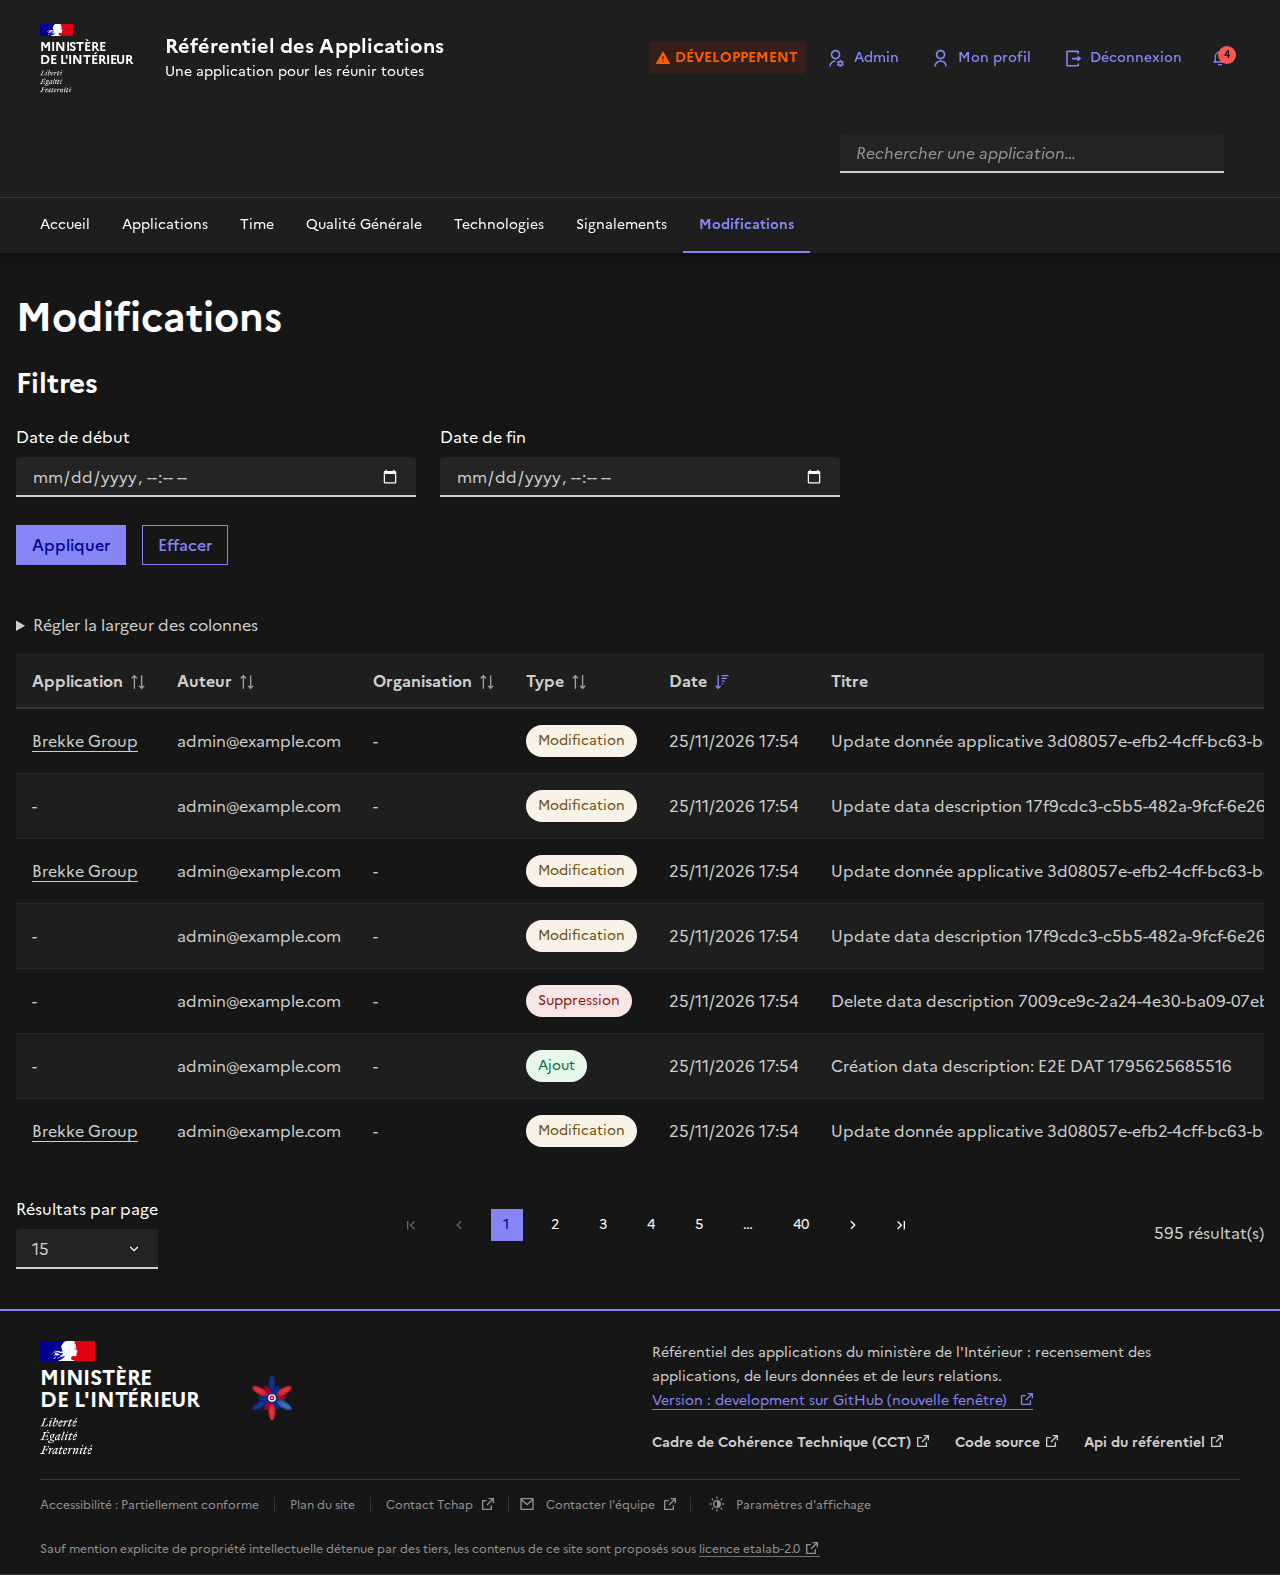 MINISTÈRE
DE L'INTÉRIEUR
Liberté
Égalité
Fraternité
Référentiel des Applications
Une application pour les réunir toutes
DÉVELOPPEMENT
Admin
Mon profil
Déconnexion
4
Rechercher une application...
Accueil
Applications
Time
Qualité Générale
Technologies
Signalements
Modifications
Modifications
Filtres
Date de début
Date de fin
mm/dd/yyyy, --:-- --
mm/dd/yyyy, --:-- --
Appliquer
Effacer
Régler la largeur des colonnes
Application Auteur Organisation Type Date Titre
Brekke Group admin@example.com - Modification 25/11/2026 17:54 Update donnée applicative 3d08057e-efb2-4cff-bc63-b
- admin@example.com - Modification 25/11/2026 17:54 Update data description 17f9cdc3-c5b5-482a-9fcf-6e26
Brekke Group admin@example.com - Modification 25/11/2026 17:54 Update donnée applicative 3d08057e-efb2-4cff-bc63-b
- admin@example.com - Modification 25/11/2026 17:54 Update data description 17f9cdc3-c5b5-482a-9fcf-6e26
- admin@example.com - Suppression 25/11/2026 17:54 Delete data description 7009ce9c-2a24-4e30-ba09-07eb
- admin@example.com - Ajout 25/11/2026 17:54 Création data description: E2E DAT 1795625685516
Brekke Group admin@example.com - Modification 25/11/2026 17:54 Update donnée applicative 3d08057e-efb2-4cff-bc63-b
Résultats par page
15
1 2 3 4 5 ... 40
595 résultat(s)
MINISTÈRE
DE L'INTÉRIEUR
Liberté
Égalité
Fraternité
Référentiel des applications du ministère de l'Intérieur : recensement des
applications, de leurs données et de leurs relations.
Version : development sur GitHub (nouvelle fenêtre)
Cadre de Cohérence Technique (CCT)
Code source
Api du référentiel
Accessibilité : Partiellement conforme
Plan du site
Contact Tchap
Contacter l'équipe
Paramètres d'affichage
Sauf mention explicite de propriété intellectuelle détenue par des tiers, les contenus de ce site sont proposés sous licence etalab-2.0